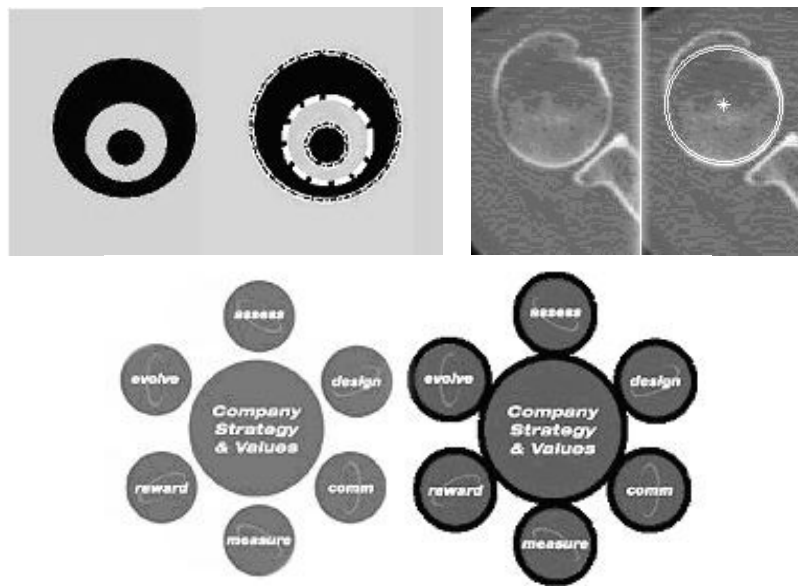 assess
evolve
design
Company
Strategy
& Values
reward
comm
measure
assess
evolve
design
Company
Strategy
& Values
reward
comm
measure